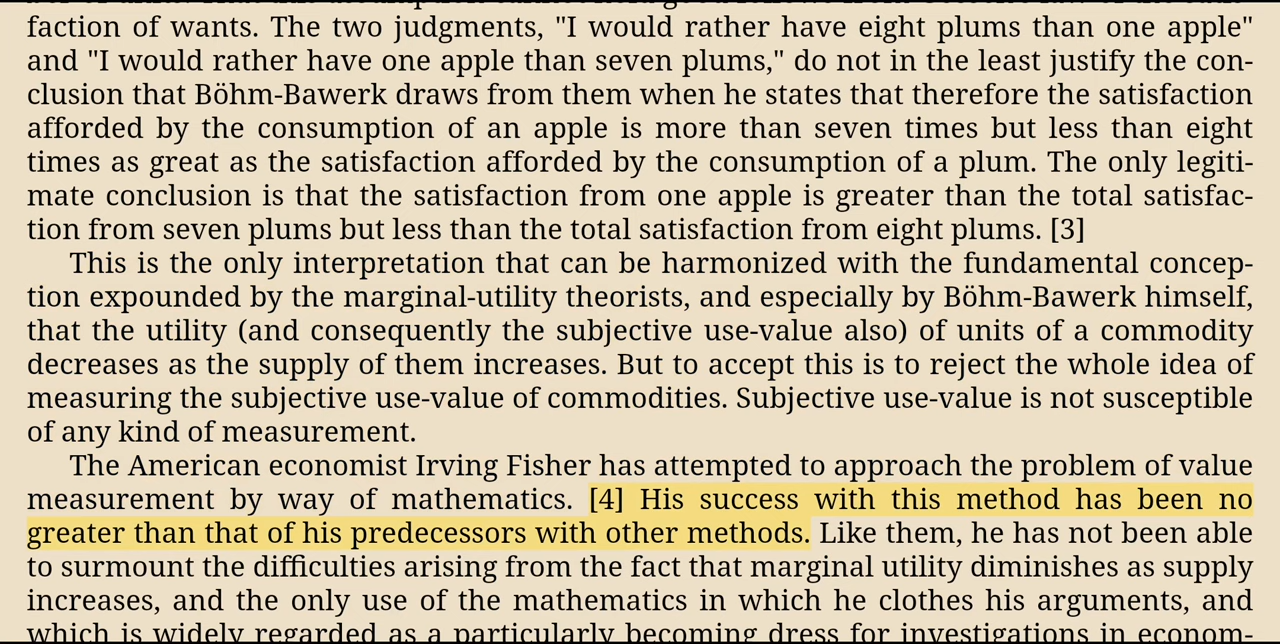 faction of wants. The two judgments, "I would rather have eight plums than one apple"
and "I would rather have one apple than seven plums," do not in the least justify the con-
clusion that Böhm-Bawerk draws from them when he states that therefore the satisfaction
afforded by the consumption of an apple is more than seven times but less than eight
times as great as the satisfaction afforded by the consumption of a plum. The only legiti-
mate conclusion is that the satisfaction from one apple is greater than the total satisfac-
tion from seven plums but less than the total satisfaction from eight plums. [3]
This is the only interpretation that can be harmonized with the fundamental concep-
tion expounded by the marginal-utility theorists, and especially by Böhm-Bawerk himself,
that the utility (and consequently the subjective use-value also) of units of a commodity
decreases as the supply of them increases. But to accept this is to reject the whole idea of
measuring the subjective use-value of commodities. Subjective use-value is not susceptible
of any kind of measurement.
The American economist Irving Fisher has attempted to approach the problem of value
measurement by way of mathematics. [4] His success with this method has been no
greater than that of his predecessors with other methods. Like them, he has not been able
to surmount the difficulties arising from the fact that marginal utility diminishes as supply
increases, and the only use of the mathematics in which he clothes his arguments, and
which is widely regarded as a particularly becoming dress for investigations in econom-